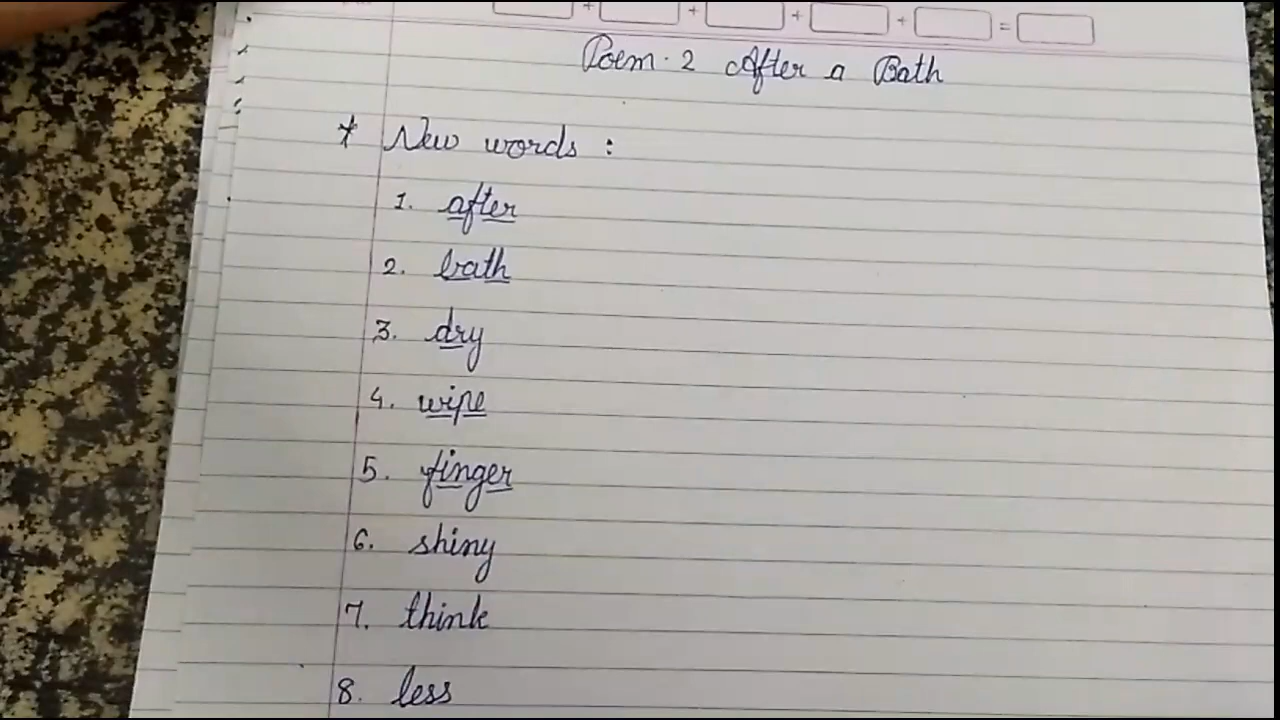 + + + + =
Poem. 2 After a Bath
* New words :
1. after
2. bath
3. dry
4. wipe
5. finger
6. shiny
7. think
8. less